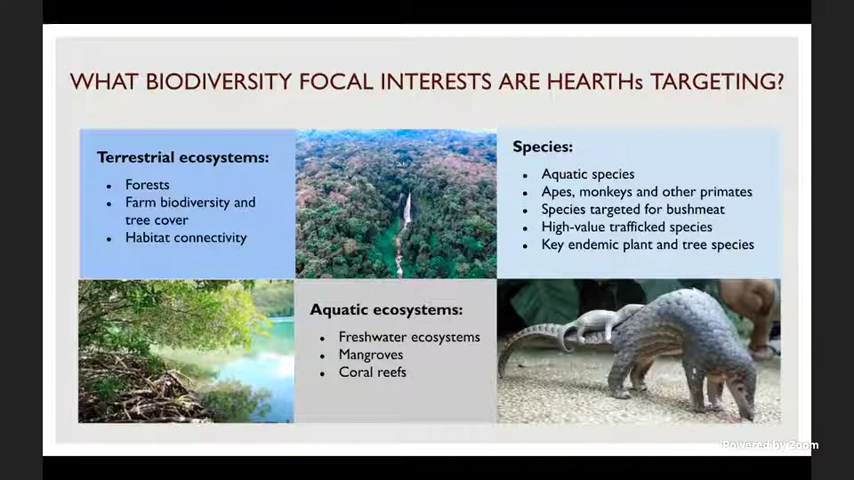 WHAT BIODIVERSITY FOCAL INTERESTS ARE HEARTHs TARGETING?
Terrestrial ecosystems:
• Forests
• Farm biodiversity and
tree cover
• Habitat connectivity
Species:
• Aquatic species
• Apes, monkeys and other primates
• Species targeted for bushmeat
• High-value trafficked species
• Key endemic plant and tree species
Aquatic ecosystems:
• Freshwater ecosystems
• Mangroves
• Coral reefs
Powered by Zoom